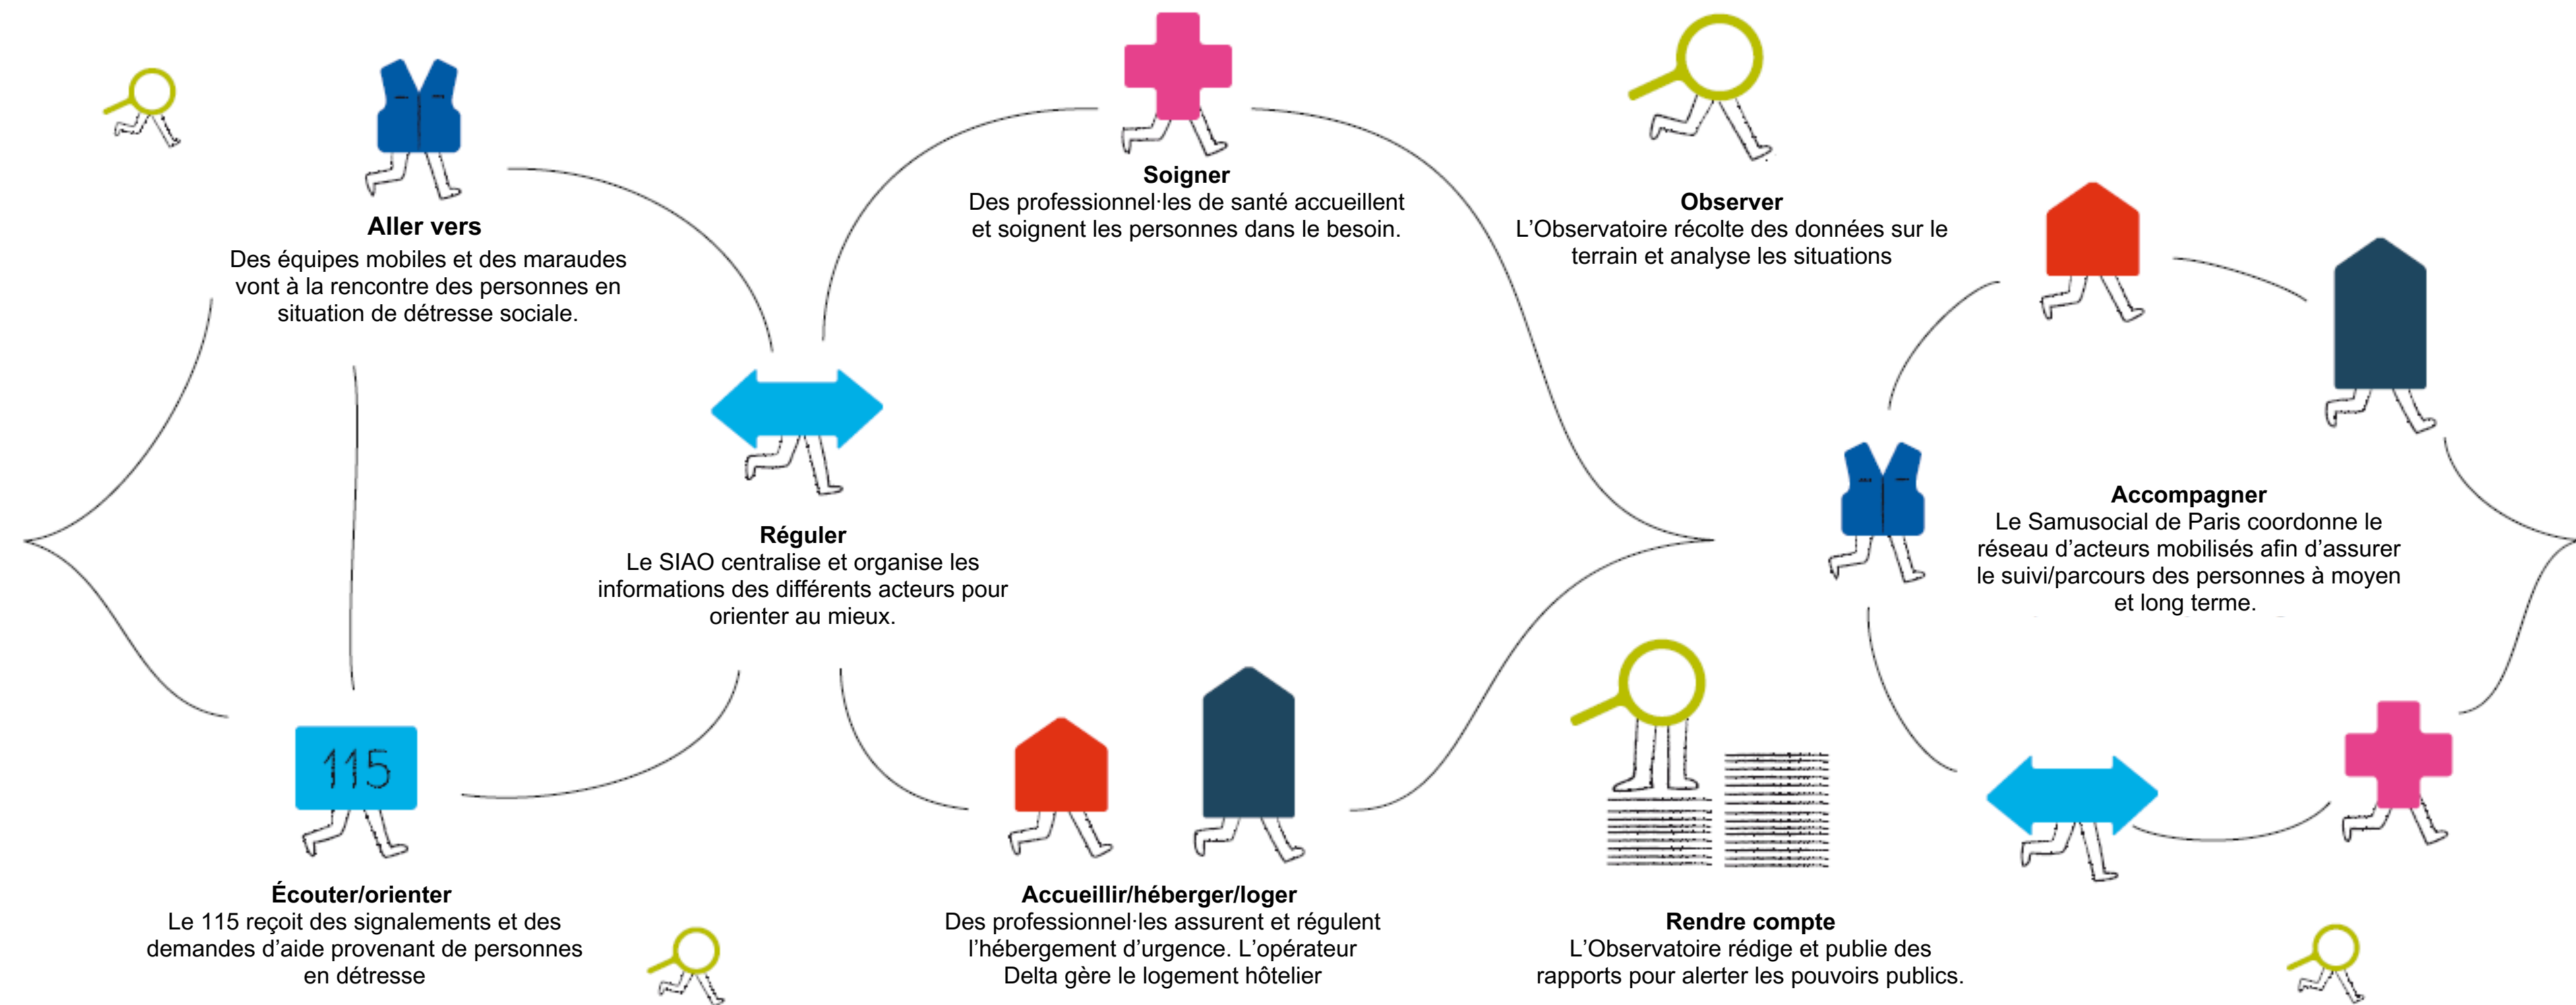 Aller vers
Des équipes mobiles et des maraudes
vont à la rencontre des personnes en
situation de détresse sociale.
Soigner
Des professionnel·les de santé accueillent
et soignent les personnes dans le besoin.
Observer
L’Observatoire récolte des données sur le
terrain et analyse les situations
Réguler
Le SIAO centralise et organise les
informations des différents acteurs pour
orienter au mieux.
Accompagner
Le Samusocial de Paris coordonne le
réseau d’acteurs mobilisés afin d’assurer
le suivi/parcours des personnes à moyen
et long terme.
115
Écouter/orienter
Le 115 reçoit des signalements et des
demandes d’aide provenant de personnes
en détresse
Accueillir/héberger/loger
Des professionnel·les assurent et régulent
l’hébergement d’urgence. L’opérateur
Delta gère le logement hôtelier
Rendre compte
L’Observatoire rédige et publie des
rapports pour alerter les pouvoirs publics.